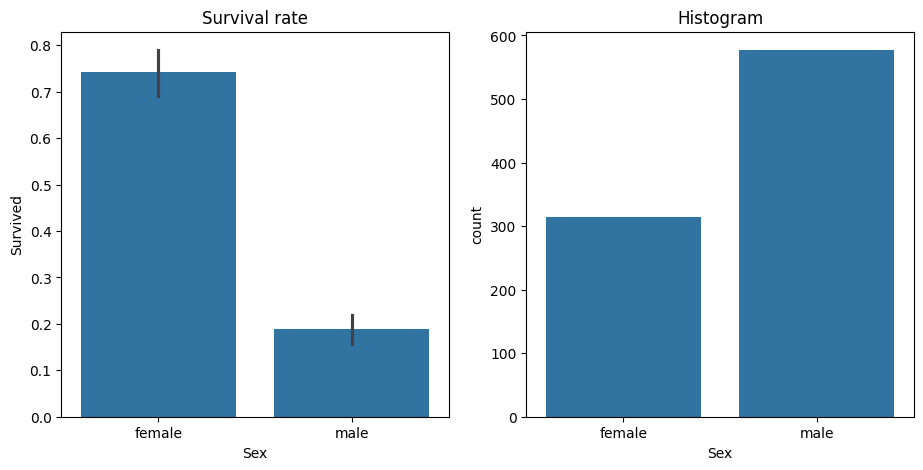 Survival rate
0.8
0.7
0.6
0.5
0.4
0.3
0.2
0.1
0.0
Survived
female
male
Sex
Histogram
600
500
400
300
200
100
0
count
female
male
Sex